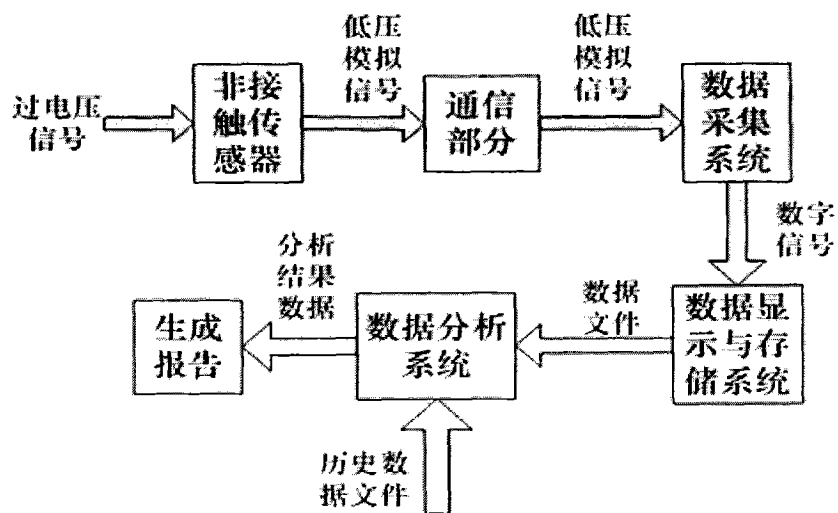 过电压
信号
非接
触传
感器
低压
模拟
信号
通信
部分
低压
模拟
信号
数据
采集
系统
数字
信号
数据显
示与存
储系统
数据
文件
数据分析
系统
历史数
据文件
分析
结果
数据
生成
报告